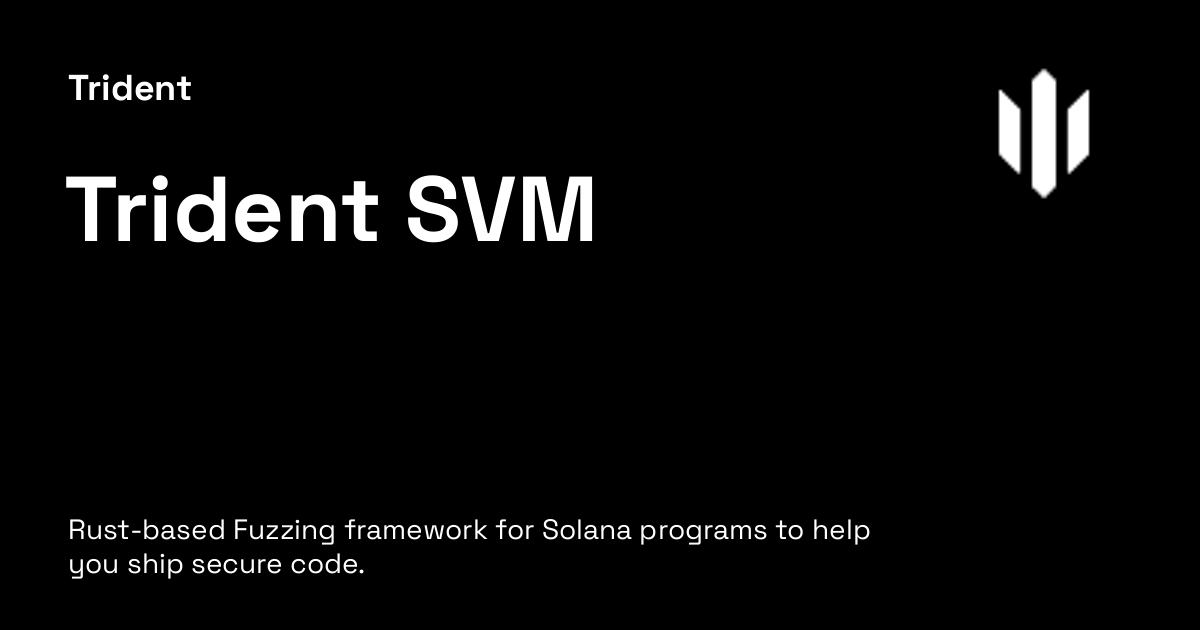 Trident
Trident SVM
Rust-based Fuzzing framework for Solana programs to help
you ship secure code.